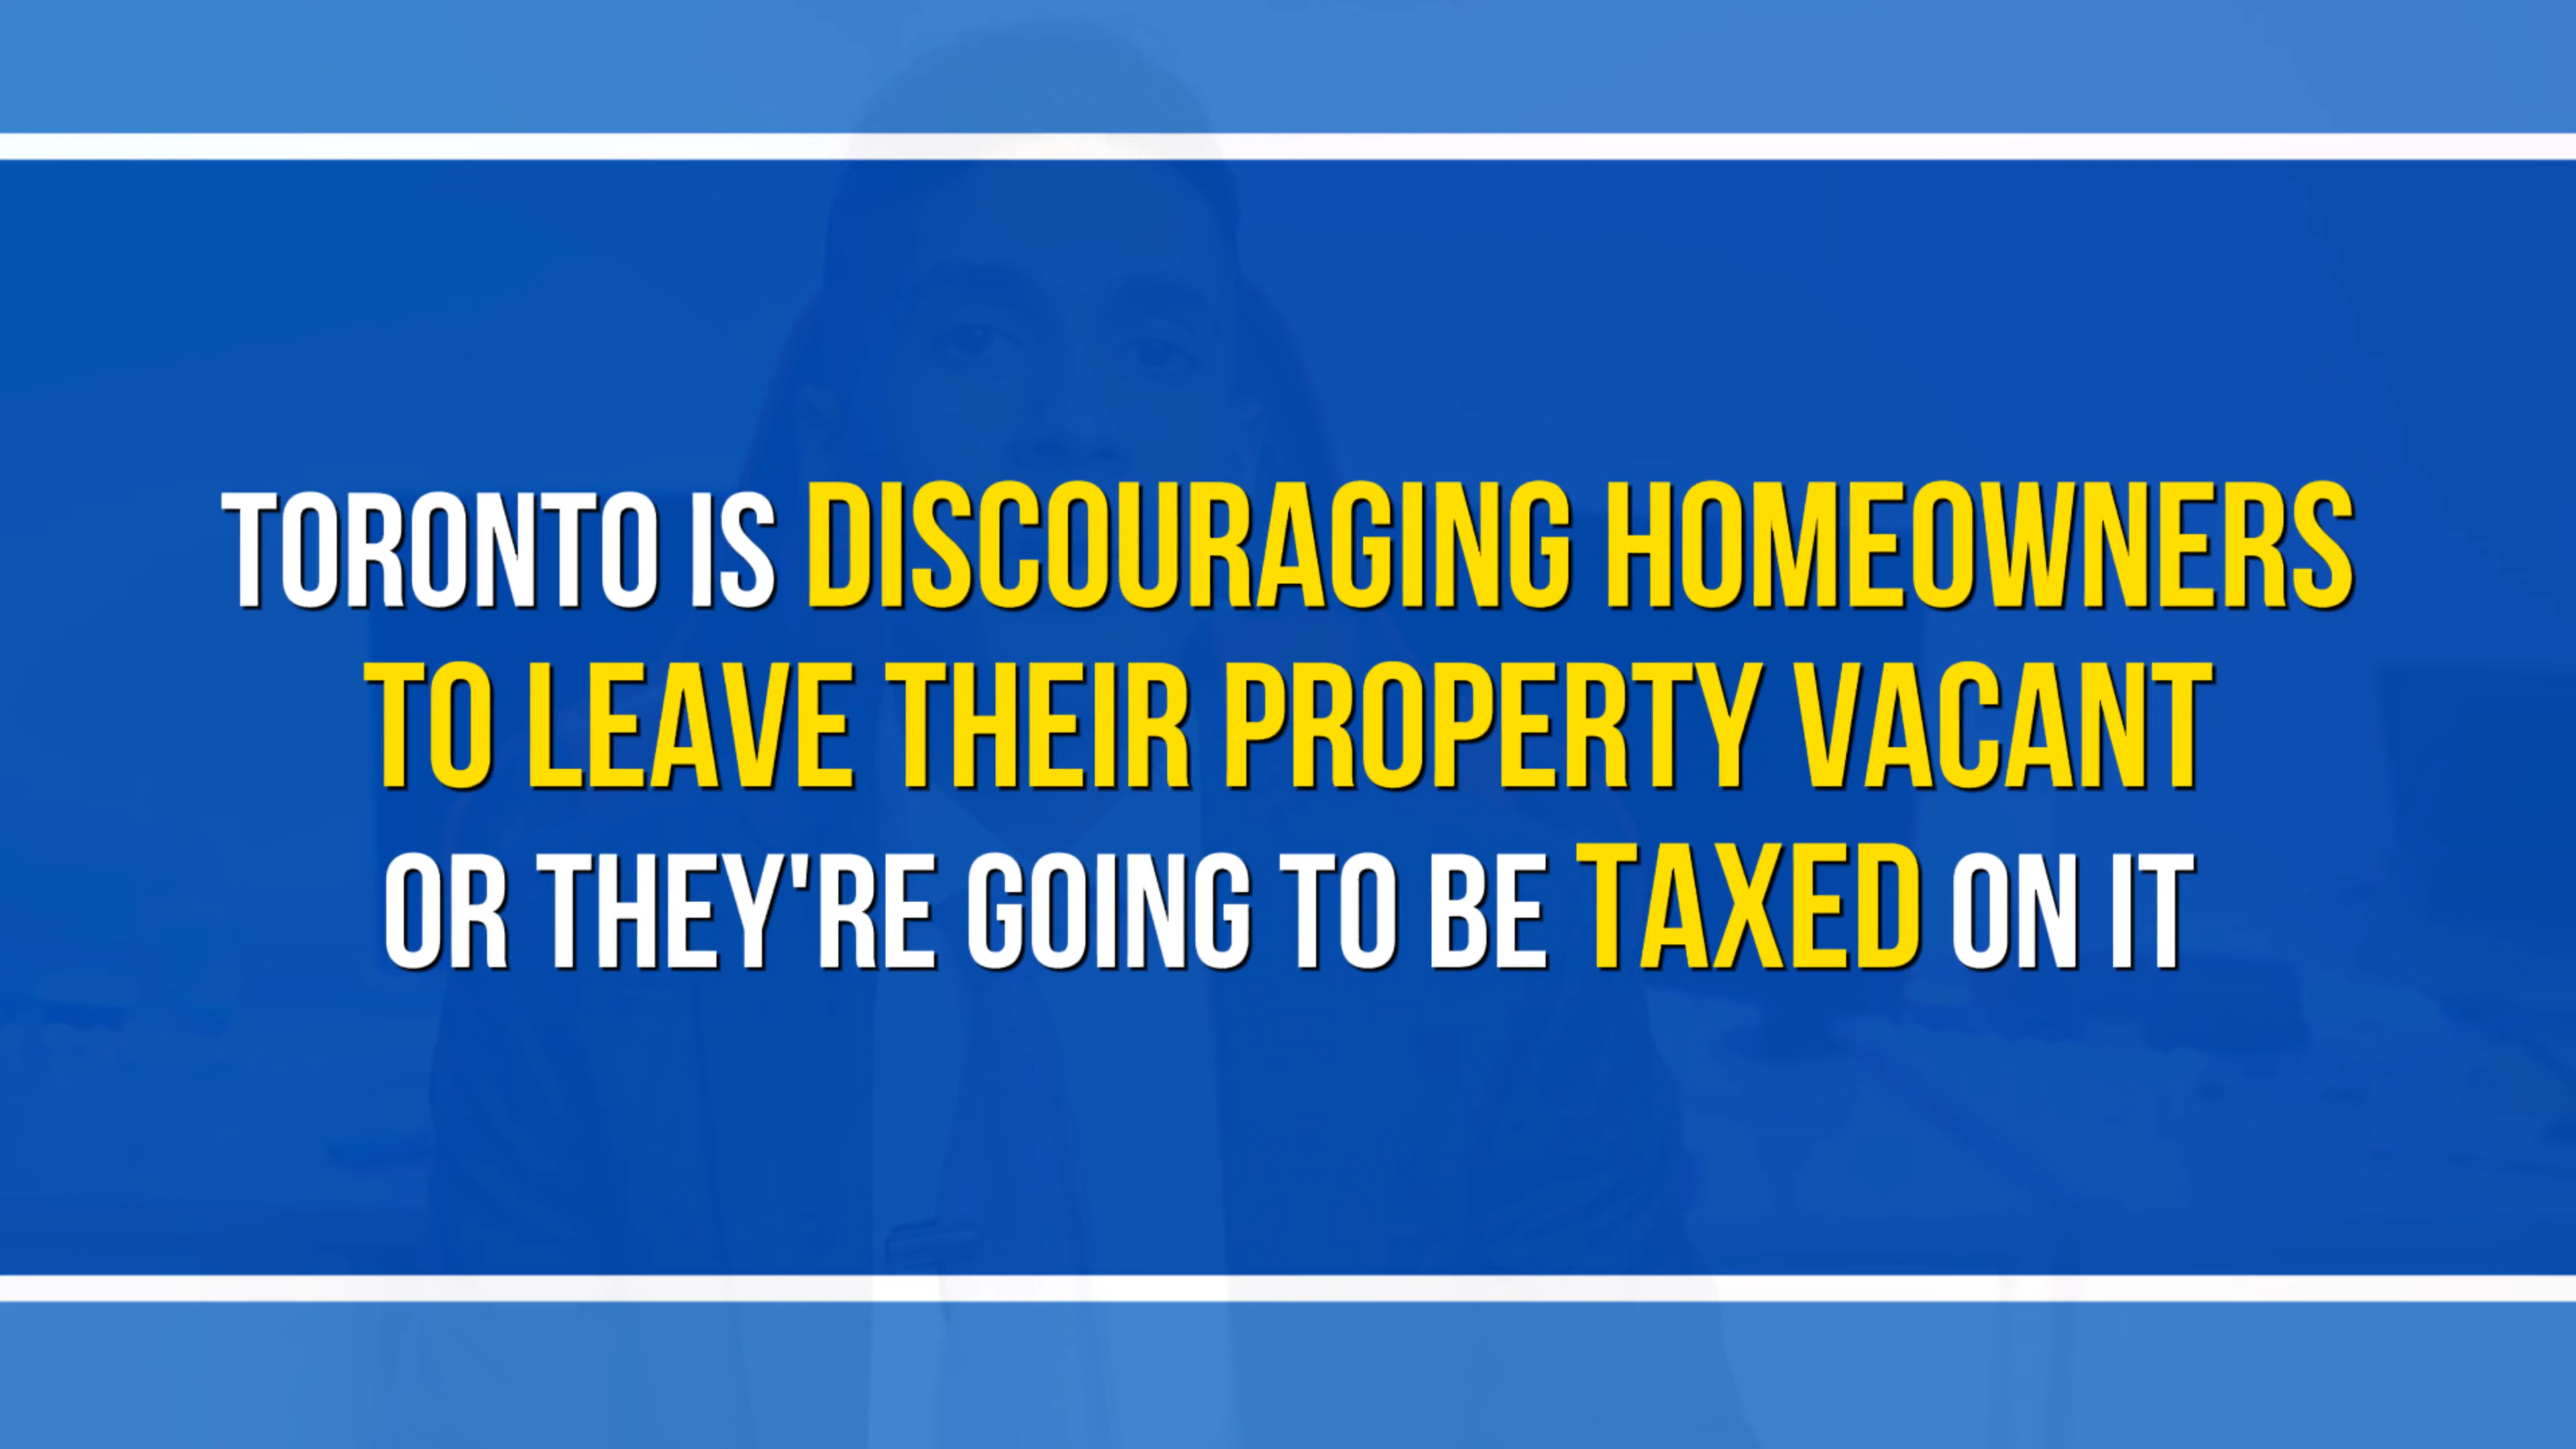 TORONTO IS DISCOURAGING HOMEOWNERS
TO LEAVE THEIR PROPERTY VACANT
OR THEY'RE GOING TO BE TAXED ON IT